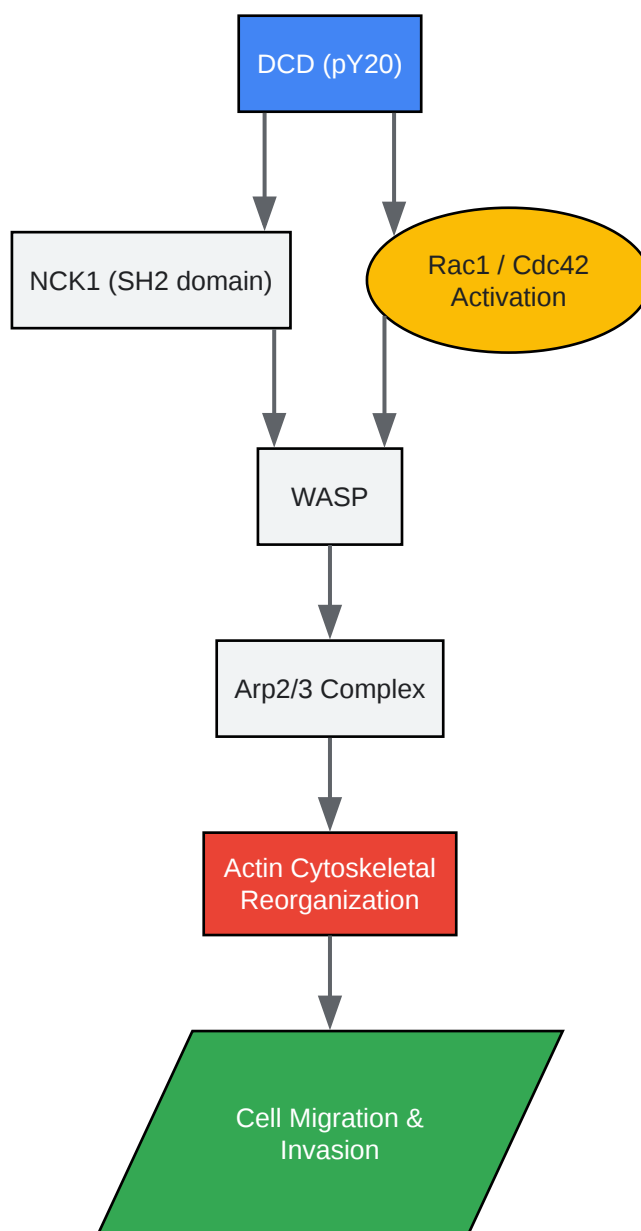 DCD (pY20)
NCK1 (SH2 domain)
Rac1 / Cdc42
Activation
WASP
Arp2/3 Complex
Actin Cytoskeletal
Reorganization
Cell Migration &
Invasion